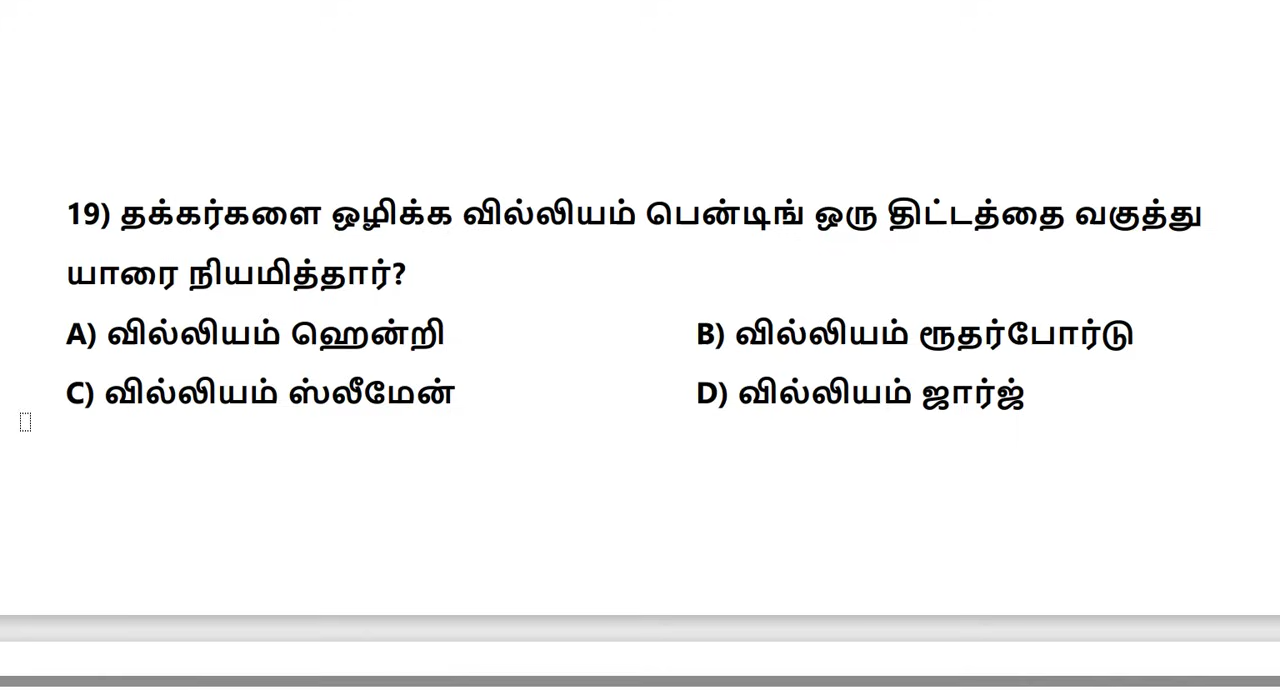 19) தக்கர்களை ஒழிக்க வில்லியம் பென்டிங் ஒரு திட்டத்தை வகுத்து
யாரை நியமித்தார்?
A) வில்லியம் ஹென்றி B) வில்லியம் ரூதர்போர்டு
C) வில்லியம் ஸ்லீமேன் D) வில்லியம் ஜார்ஜ்